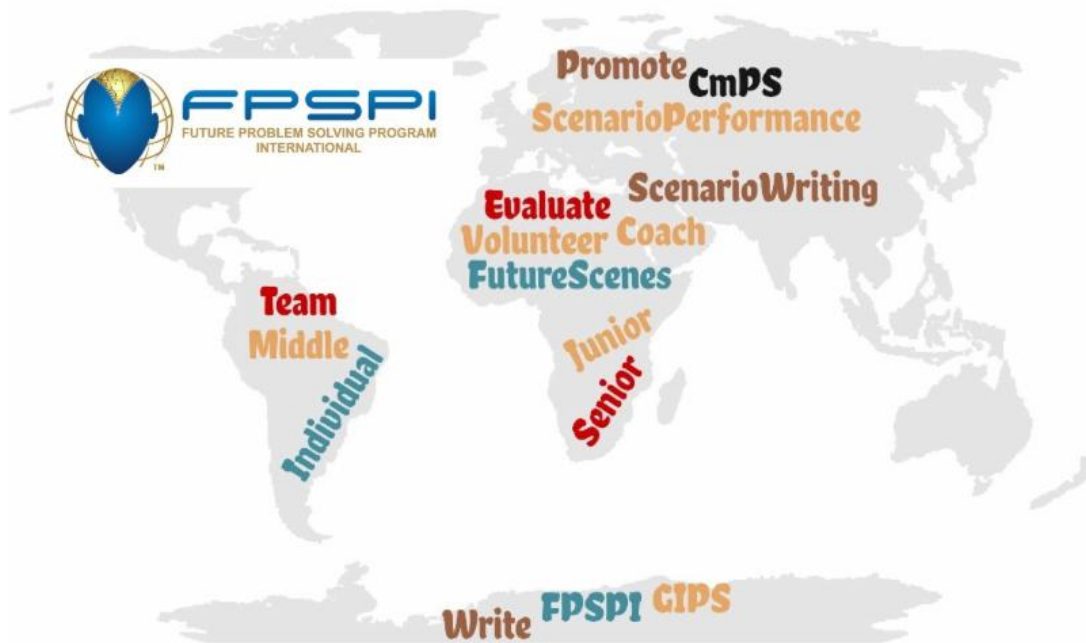 FPSPI
FUTURE PROBLEM SOLVING PROGRAM
INTERNATIONAL
TM
Promote
CmPS
ScenarioPerformance
ScenarioWriting
Evaluate
Volunteer Coach
FutureScenes
Team
Middle
Individual
Junior
Senior
Write FPSPI GIPS